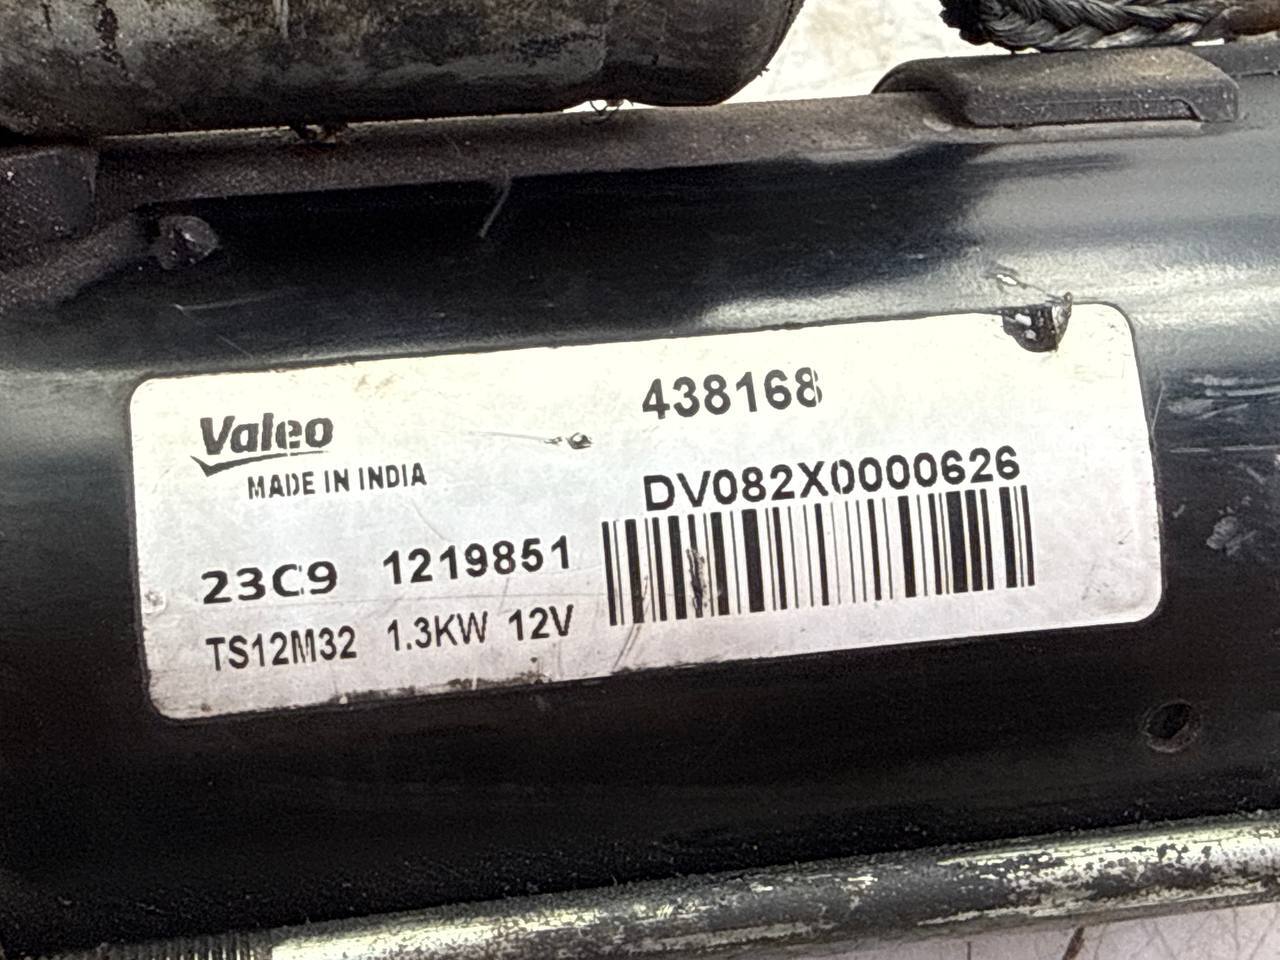 438168
Valeo
MADE IN INDIA
DV082X0000626
23C9 1219851
TS12M32 1.3KW 12V